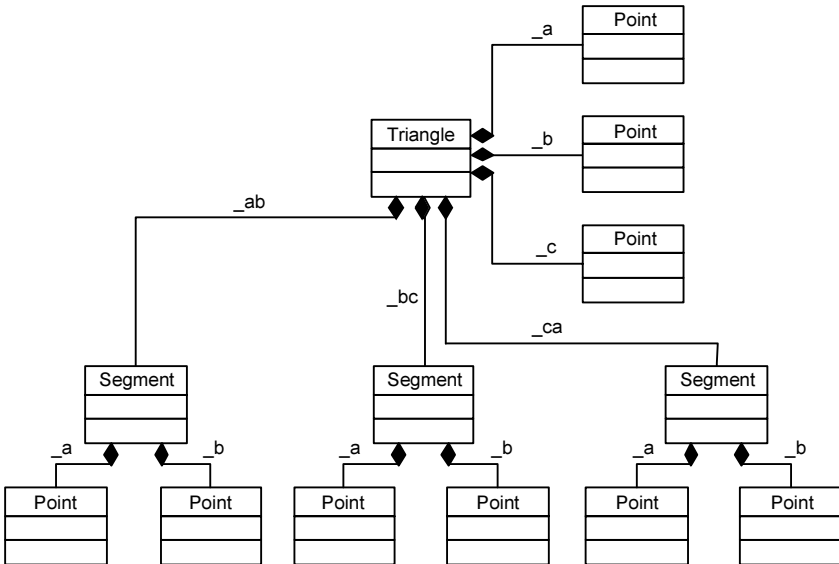 Point
_a
Triangle
Point
_b
_ab
Point
_c
_bc
_ca
Segment
Segment
Segment
_a
_b
_a
_b
_a
_b
Point
Point
Point
Point
Point
Point